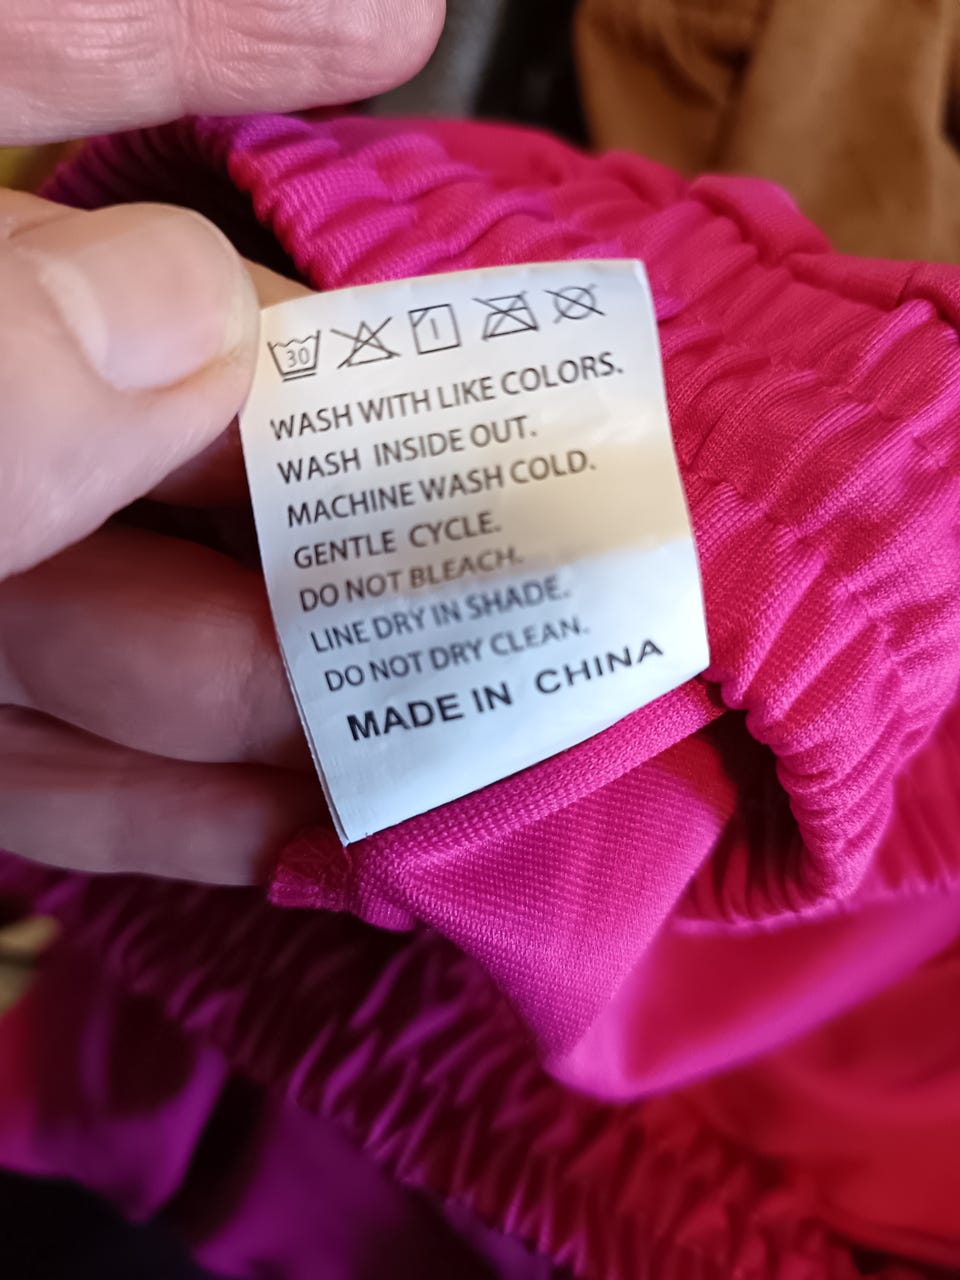 30
WASH WITH LIKE COLORS.
WASH INSIDE OUT.
MACHINE WASH COLD.
GENTLE CYCLE.
DO NOT BLEACH.
LINE DRY IN SHADE.
DO NOT DRY CLEAN.
MADE IN CHINA